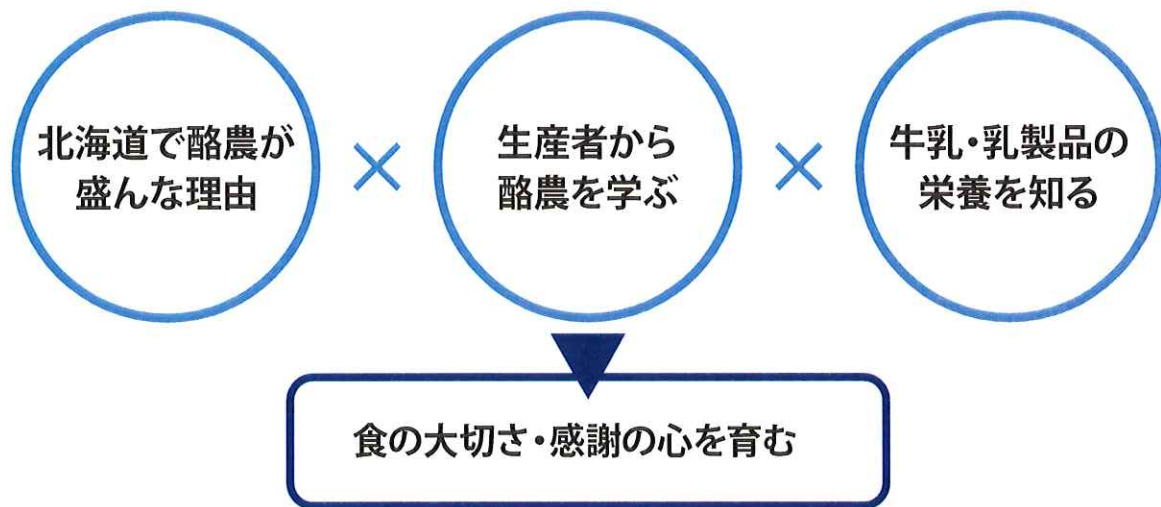 北海道で酪農が
盛んな理由
×
生産者から
酪農を学ぶ
×
牛乳・乳製品の
栄養を知る
食の大切さ・感謝の心を育む